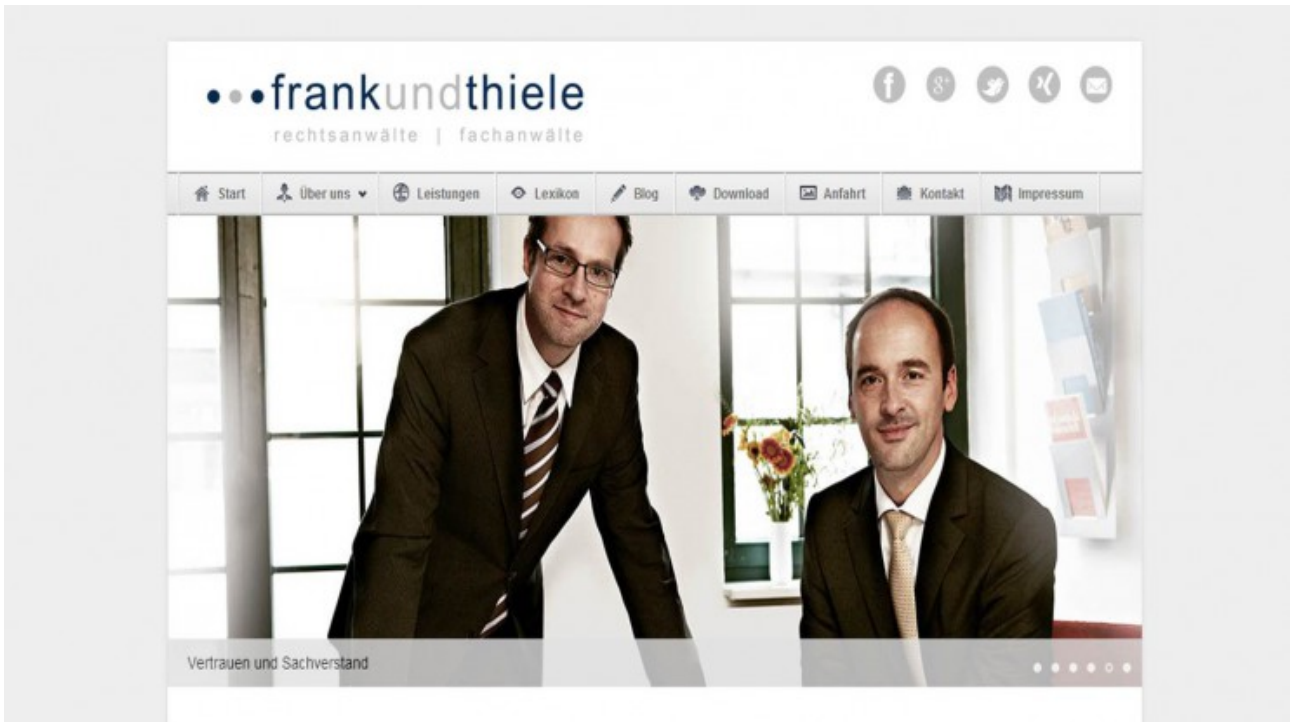 frankundthiele
rechtsanwälte | fachanwälte
Start Über uns Leistungen Lexikon Blog Download Anfahrt Kontakt Impressum
Vertrauen und Sachverstand